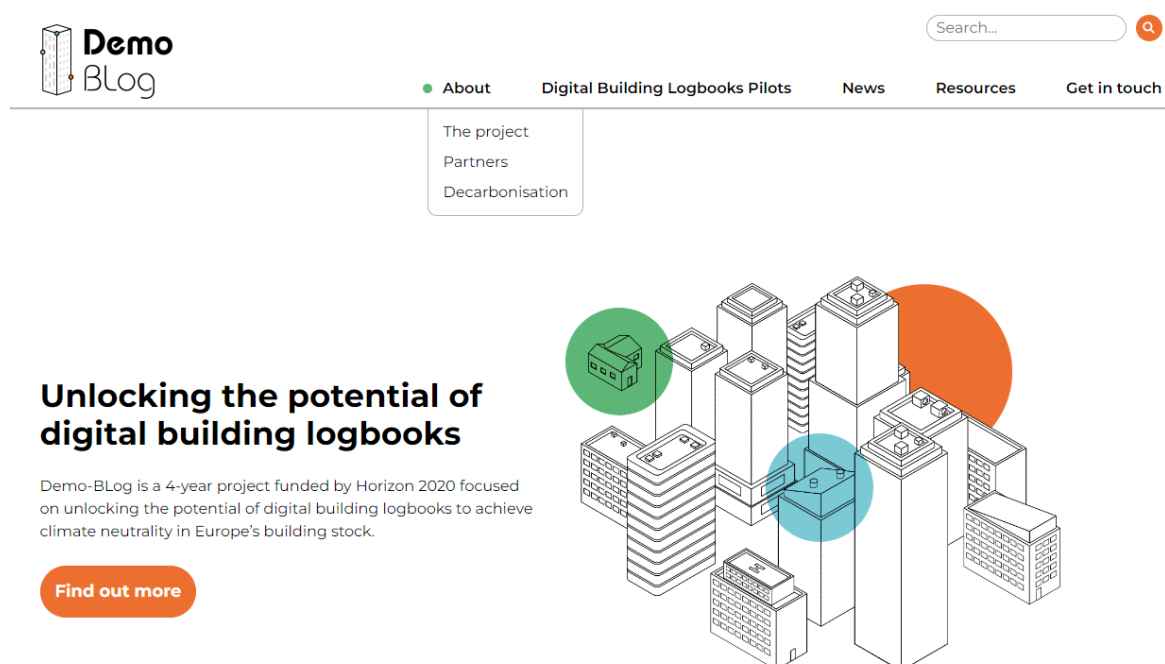 Demo
BLog
Search...
About
Digital Building Logbooks Pilots
News
Resources
Get in touch
The project
Partners
Decarbonisation
Unlocking the potential of
digital building logbooks
Demo-BLog is a 4-year project funded by Horizon 2020 focused
on unlocking the potential of digital building logbooks to achieve
climate neutrality in Europe’s building stock.
Find out more